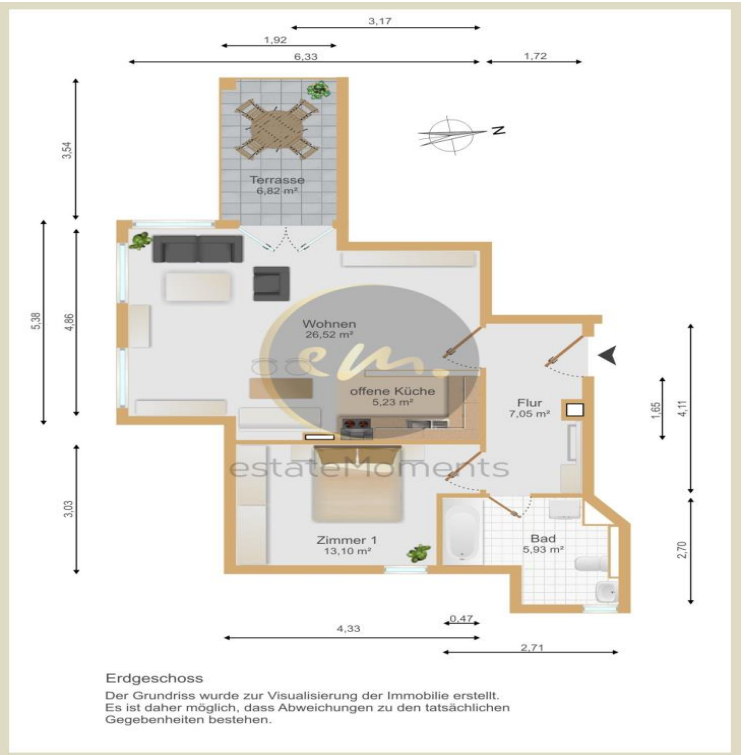 3,17
1,92
6,33
1,72
3,54
N
Terrasse
6,82 m²
5,38
4,86
Wohnen
26,52 m²
em.
offene Küche
5,23 m²
Flur
7,05 m²
1,65
4,11
estateMoments
3,03
Zimmer 1
13,10 m²
Bad
5,93 m²
2,70
0,47
4,33
2,71
Erdgeschoss
Der Grundriss wurde zur Visualisierung der Immobilie erstellt.
Es ist daher möglich, dass Abweichungen zu den tatsächlichen
Gegebenheiten bestehen.